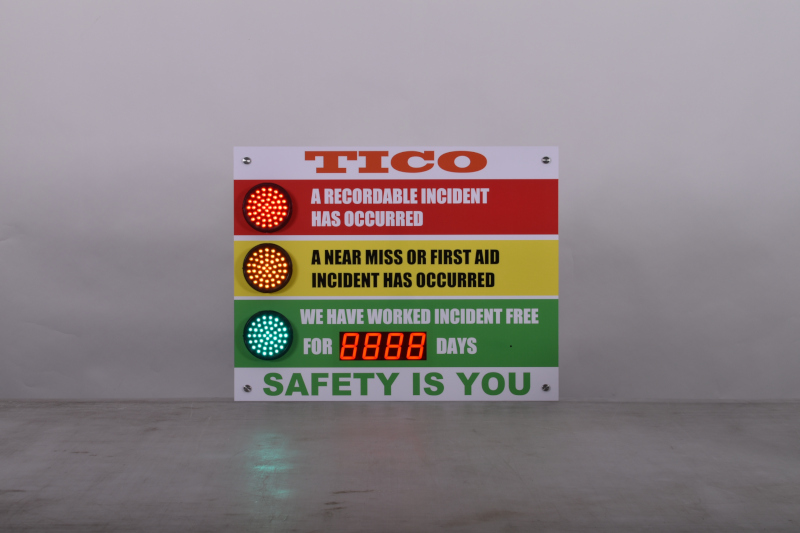 TICO
A RECORDABLE INCIDENT
HAS OCCURRED
A NEAR MISS OR FIRST AID
INCIDENT HAS OCCURRED
WE HAVE WORKED INCIDENT FREE
FOR 8888 DAYS
SAFETY IS YOU